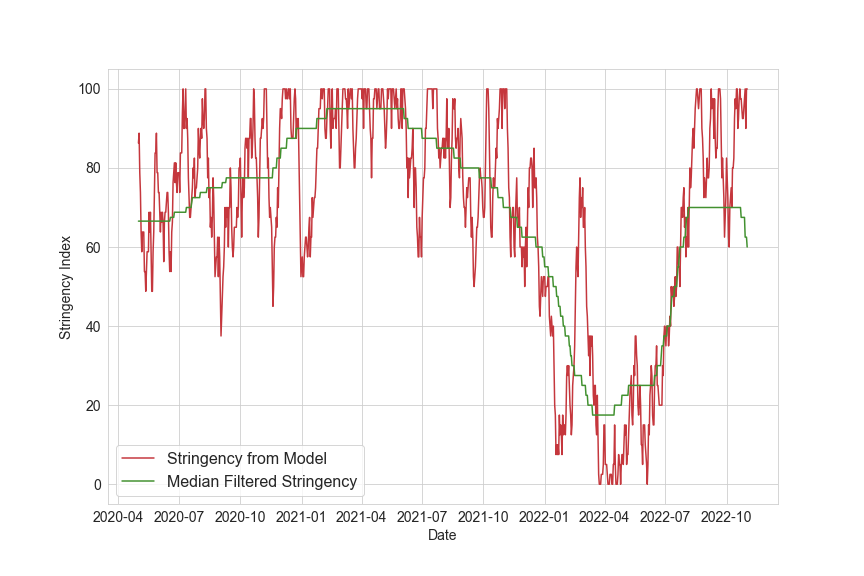 100
80
60
40
20
0
Stringency Index
Stringency from Model
Median Filtered Stringency
2020-04 2020-07 2020-10 2021-01 2021-04 2021-07 2021-10 2022-01 2022-04 2022-07 2022-10
Date